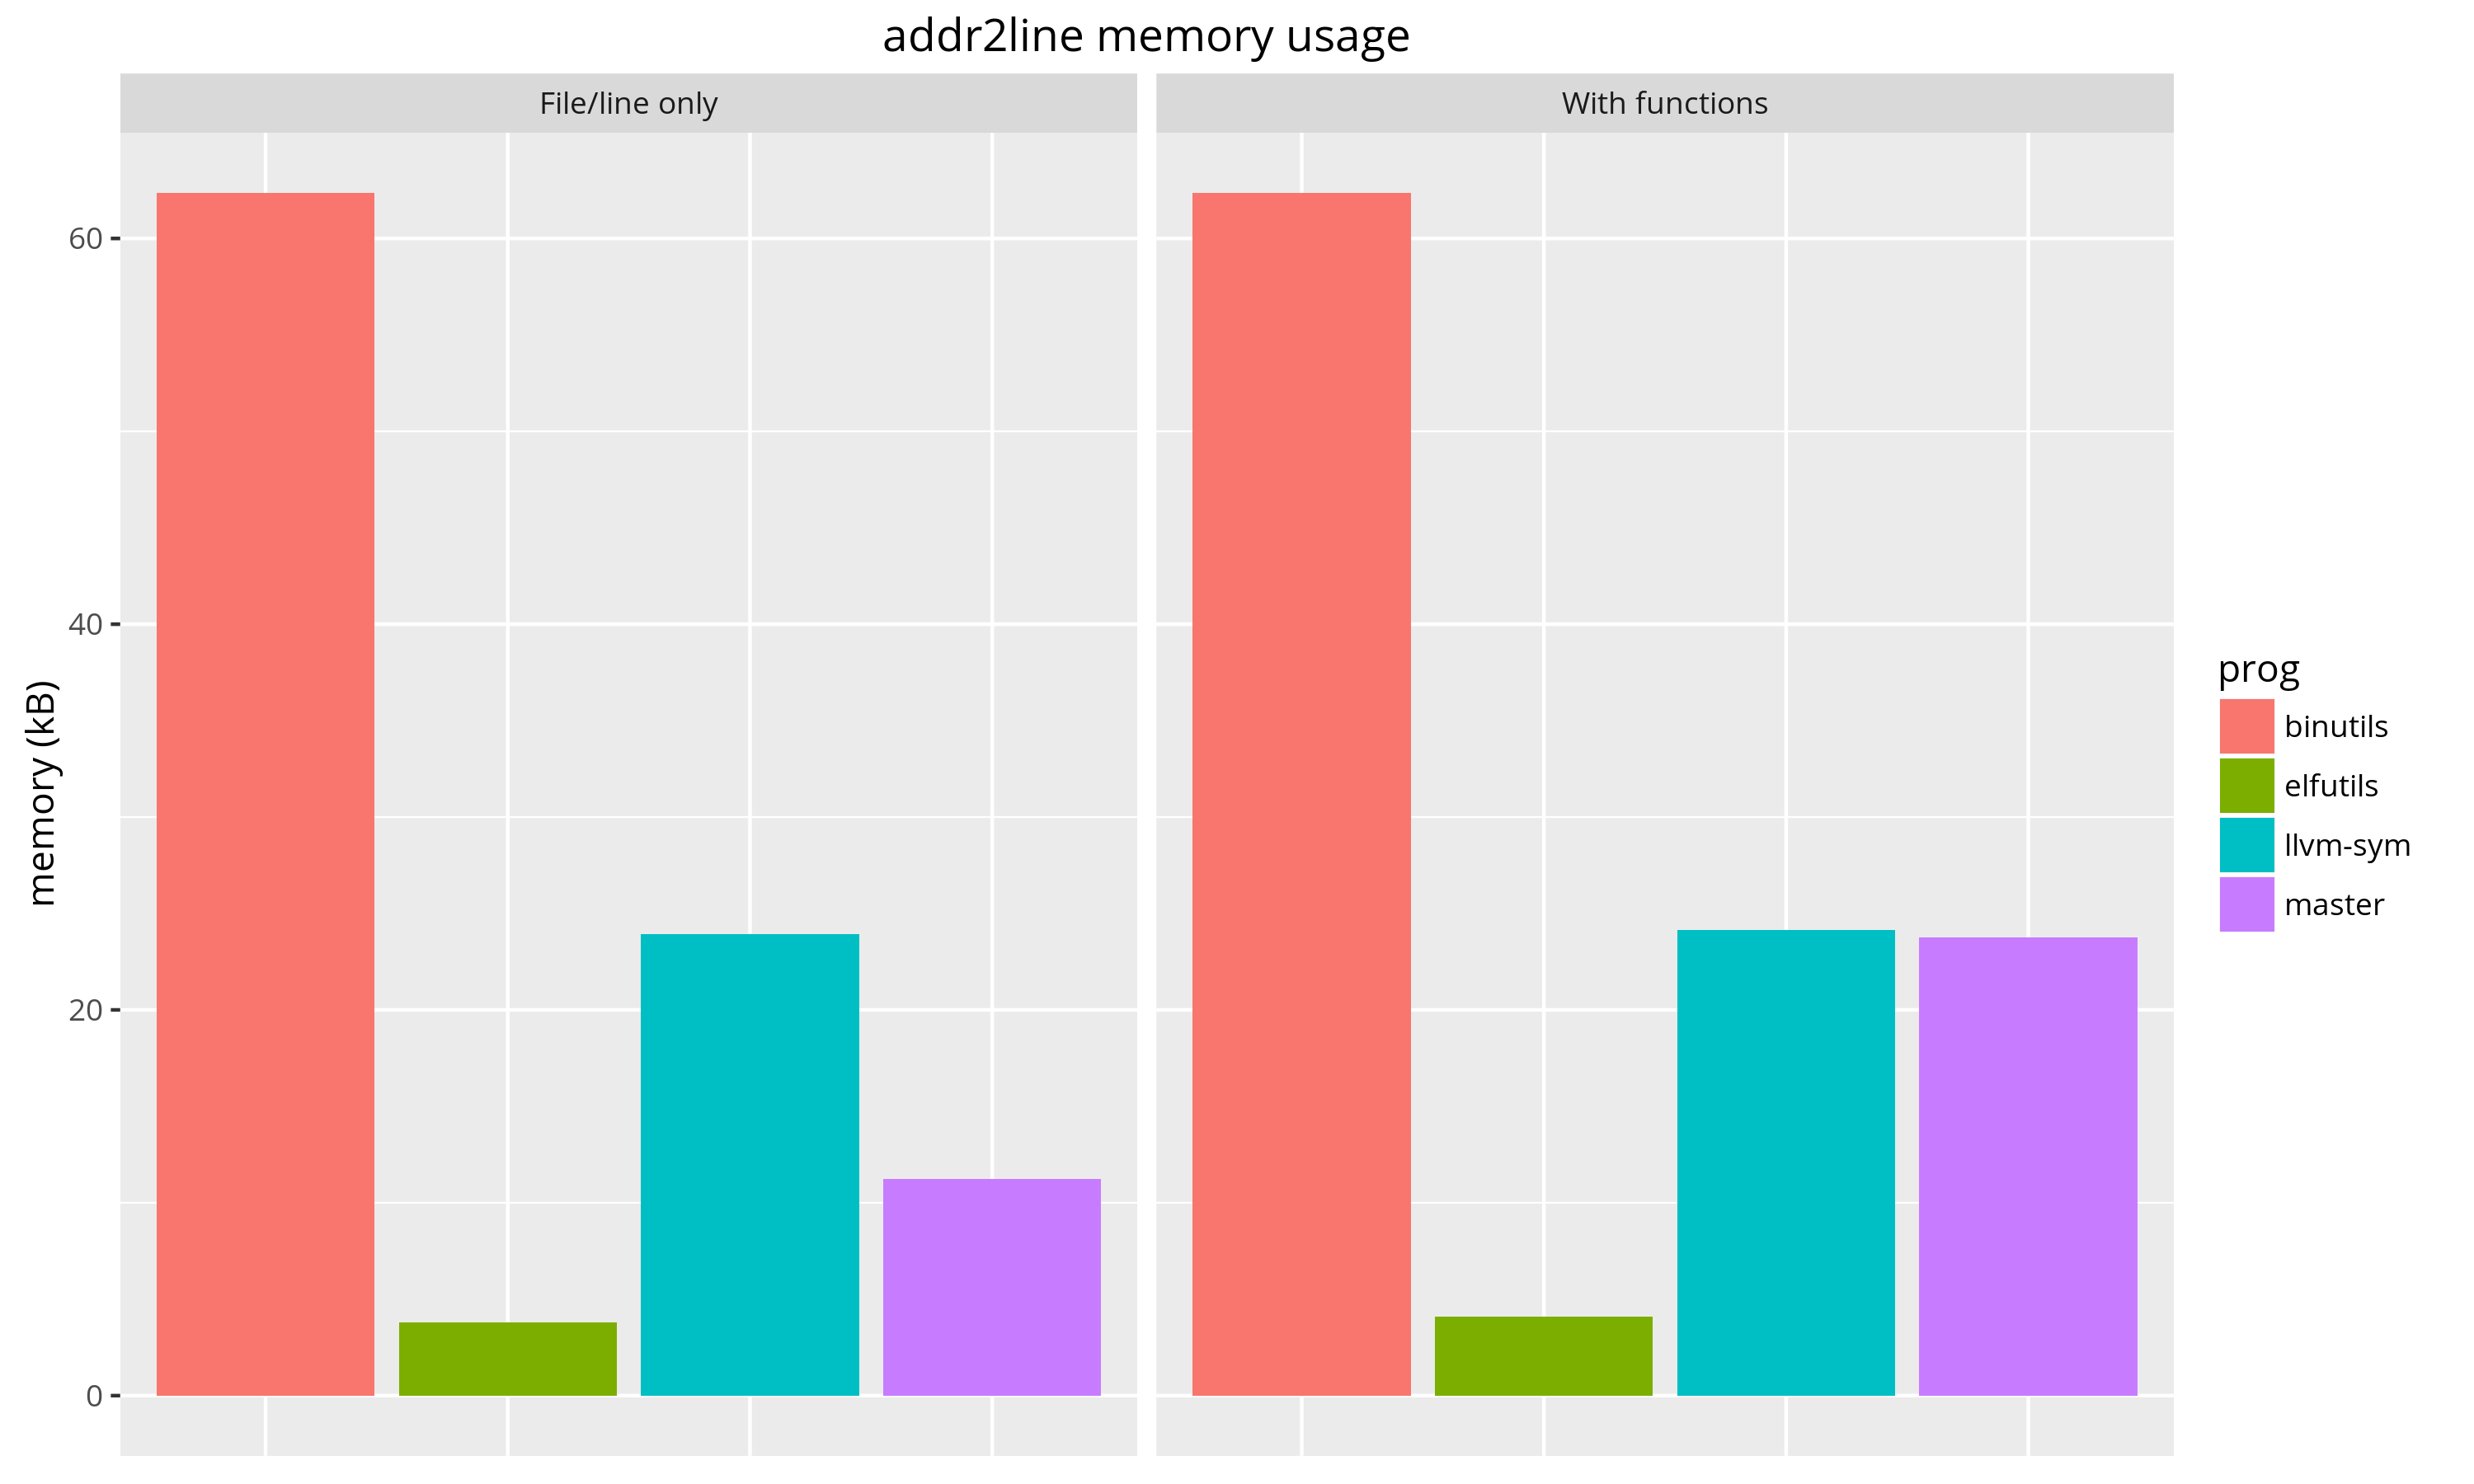 addr2line memory usage
File/line only
With functions
60
40
20
0
memory (kB)
prog
binutils
elfutils
llvm-sym
master